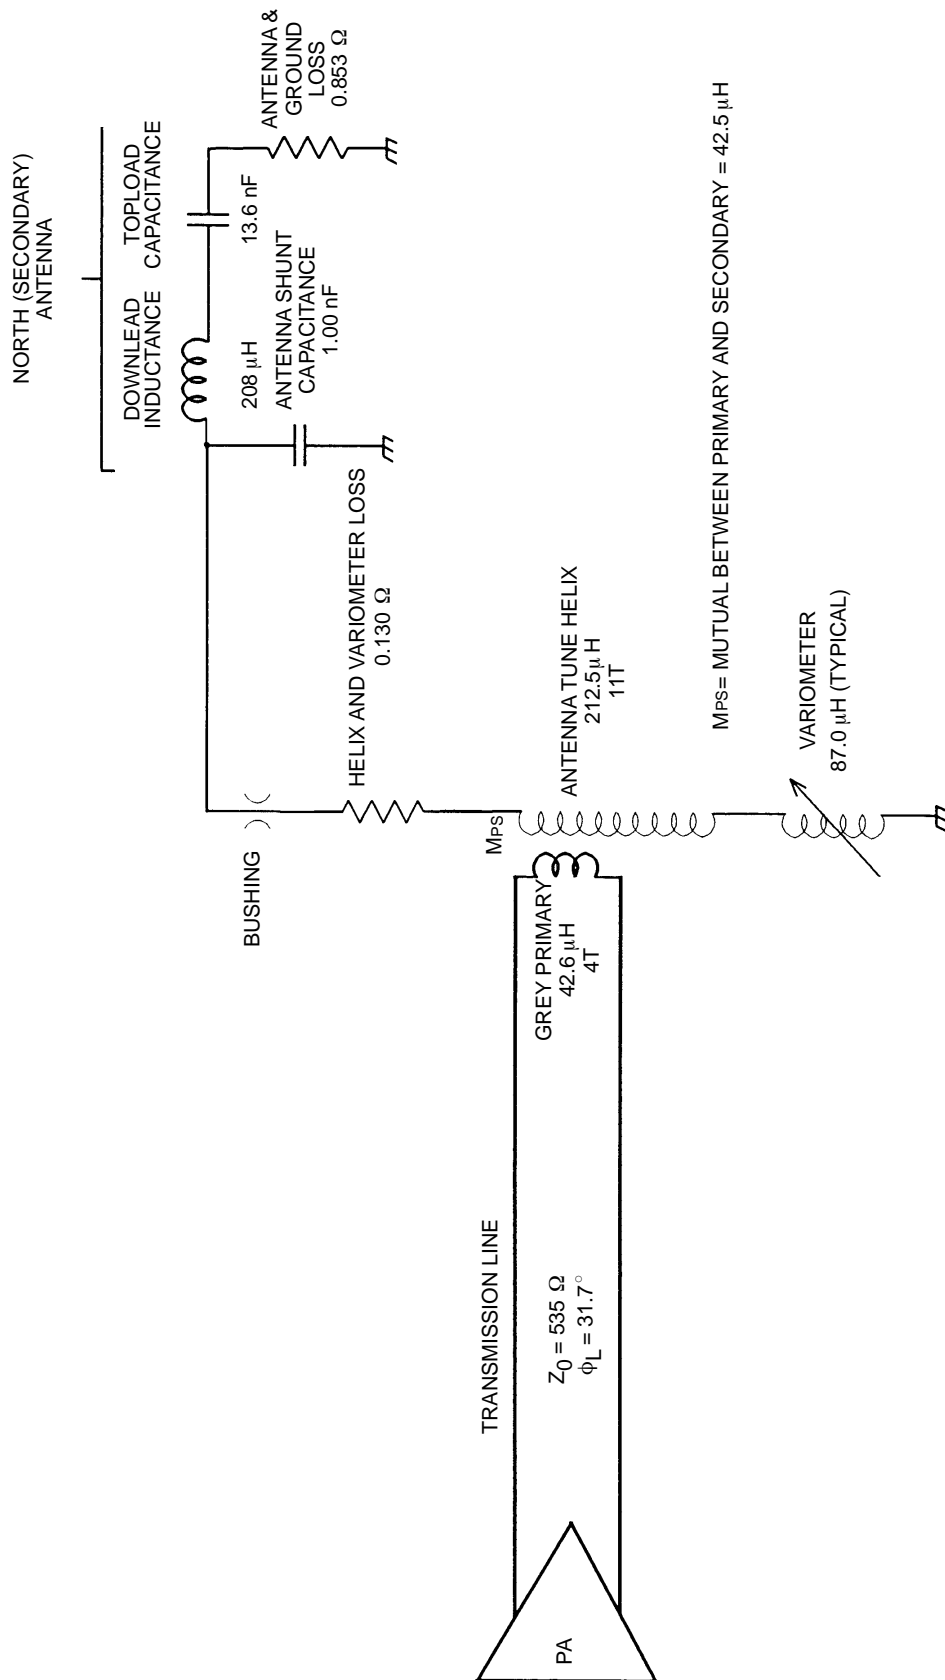 NORTH (SECONDARY)
ANTENNA
DOWNLEAD
INDUCTANCE
TOPLOAD
CAPACITANCE
208 μH
13.6 nF
ANTENNA &
GROUND
LOSS
0.853 Ω
ANTENNA SHUNT
CAPACITANCE
1.00 nF
BUSHING
HELIX AND VARIOMETER LOSS
0.130 Ω
MPS
TRANSMISSION LINE
GREY PRIMARY
42.6 μH
4T
ANTENNA TUNE HELIX
212.5μH
11T
Z0 = 535 Ω
ϕL = 31.7°
PA
MPS= MUTUAL BETWEEN PRIMARY AND SECONDARY = 42.5μH
VARIOMETER
87.0 μH (TYPICAL)